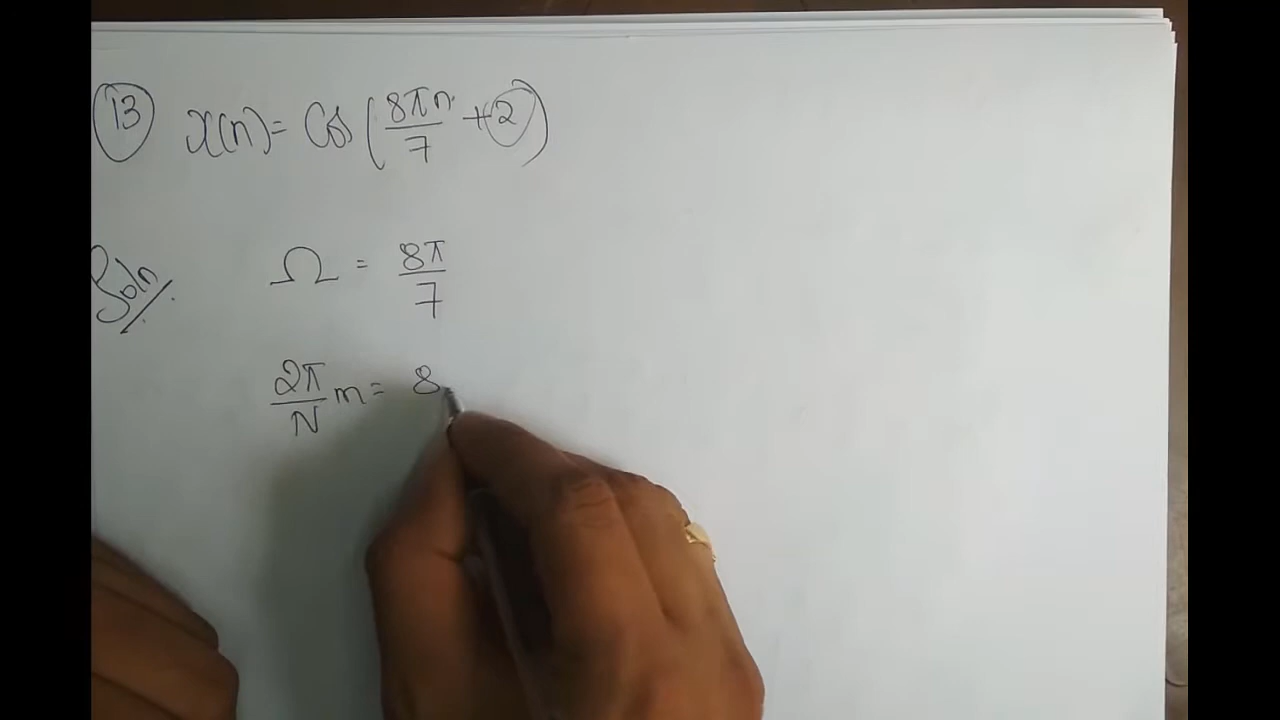 13 x(n) = Cos(8πn/7 + 2)
Soln
Ω = 8π/7
2π/N m = 8